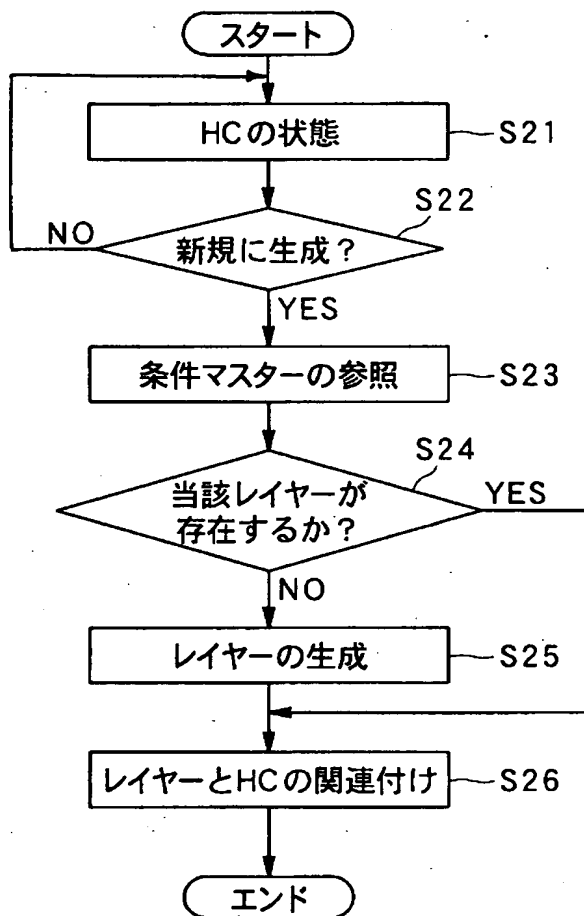 スタート
HCの状態
S21
S22
NO
新規に生成?
YES
条件マスターの参照
S23
S24
当該レイヤーが
存在するか?
YES
NO
レイヤーの生成
S25
レイヤーとHCの関連付け
S26
エンド